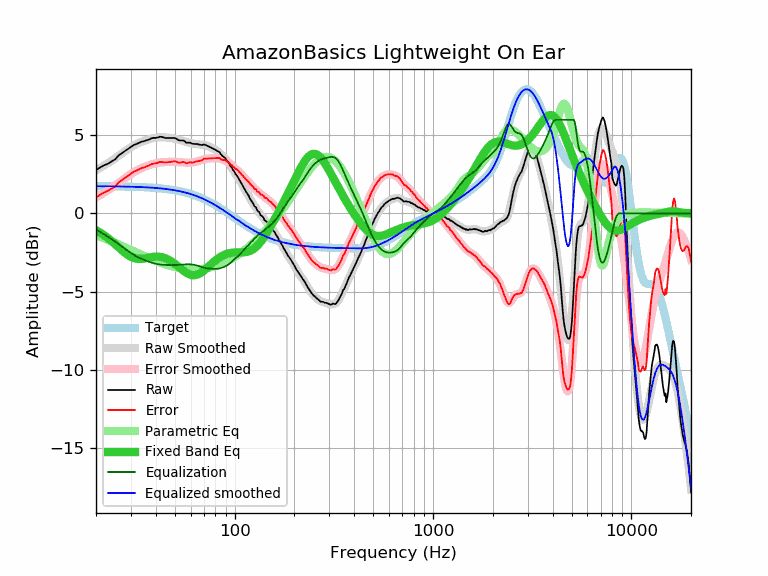 AmazonBasics Lightweight On Ear
Amplitude (dBr)
5
0
−5
−10
−15
Target
Raw Smoothed
Error Smoothed
Raw
Error
Parametric Eq
Fixed Band Eq
Equalization
Equalized smoothed
100
1000
10000
Frequency (Hz)